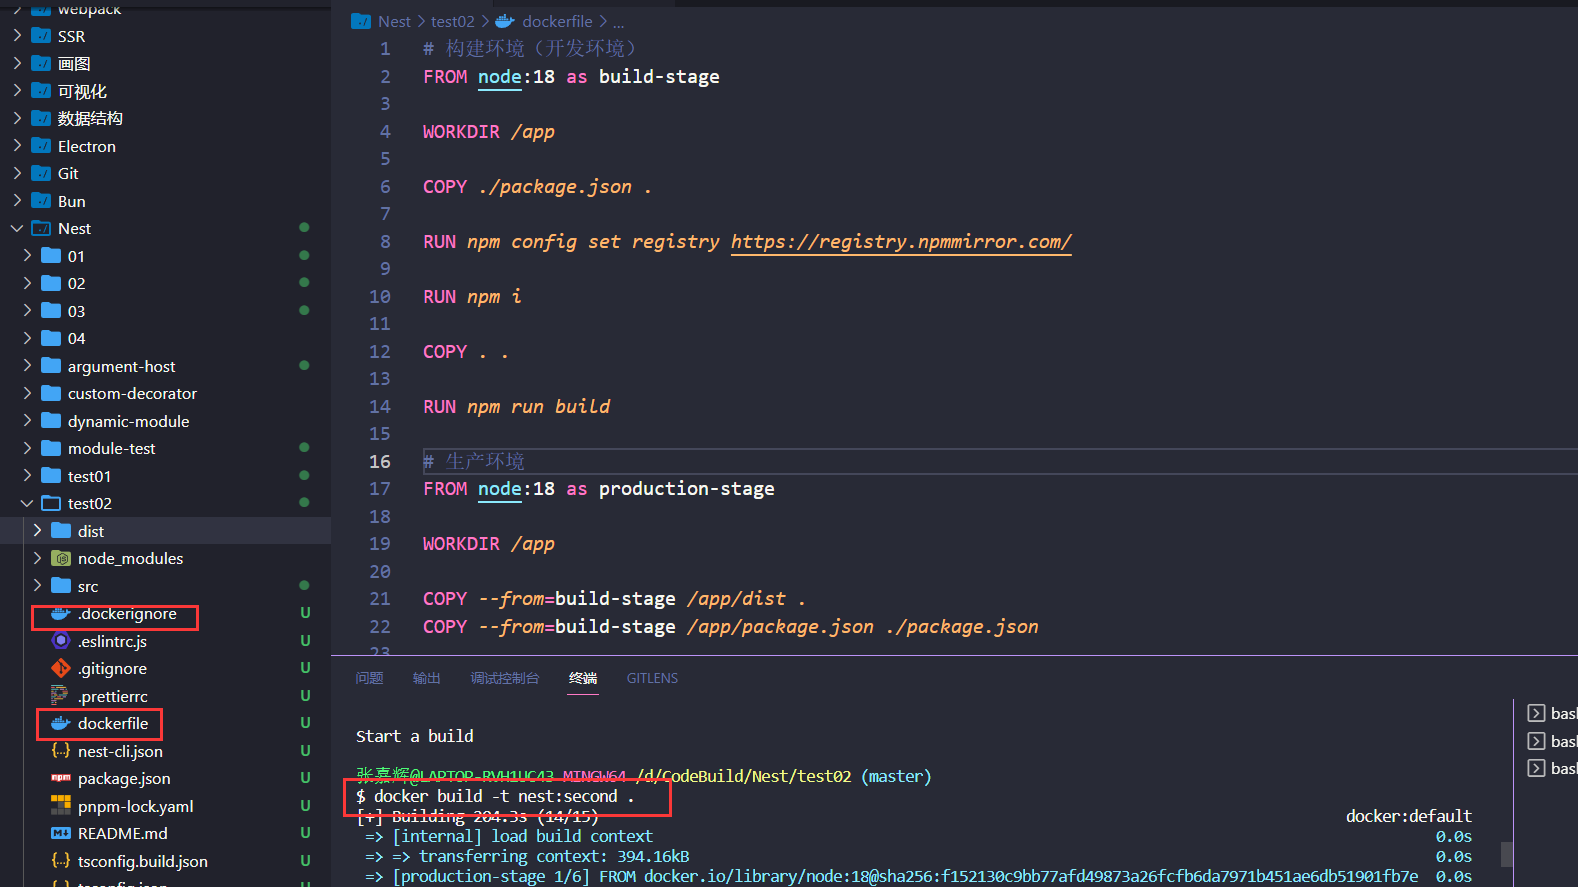 webpack
SSR
画图
可视化
数据结构
Electron
Git
Bun
Nest
01
02
03
04
argument-host
custom-decorator
dynamic-module
module-test
test01
test02
dist
node_modules
src
.dockerignore U
.eslintrc.js U
.gitignore U
.prettierrc U
dockerfile U
nest-cli.json U
package.json U
pnpm-lock.yaml U
README.md U
tsconfig.build.json U
tsconfig.json
Nest > test02 > dockerfile > ...
1 # 构建环境（开发环境）
2 FROM node:18 as build-stage
3
4 WORKDIR /app
5
6 COPY ./package.json .
7
8 RUN npm config set registry https://registry.npmmirror.com/
9
10 RUN npm i
11
12 COPY . .
13
14 RUN npm run build
15
16 # 生产环境
17 FROM node:18 as production-stage
18
19 WORKDIR /app
20
21 COPY --from=build-stage /app/dist .
22 COPY --from=build-stage /app/package.json ./package.json
23
问题 输出 调试控制台 终端 GITLENS
Start a build
张嘉辉@LAPTOP-RVH1UC43 MINGW64 /d/CodeBuild/Nest/test02 (master)
$ docker build -t nest:second .
[+] Building 204.3s (14/15) docker:default
=> [internal] load build context 0.0s
=> => transferring context: 394.16kB 0.0s
=> [production-stage 1/6] FROM docker.io/library/node:18@sha256:f152130c9bb77afd49873a26fcfb6da7971b451ae6db51901fb7e 0.0s
bas
bas
bas